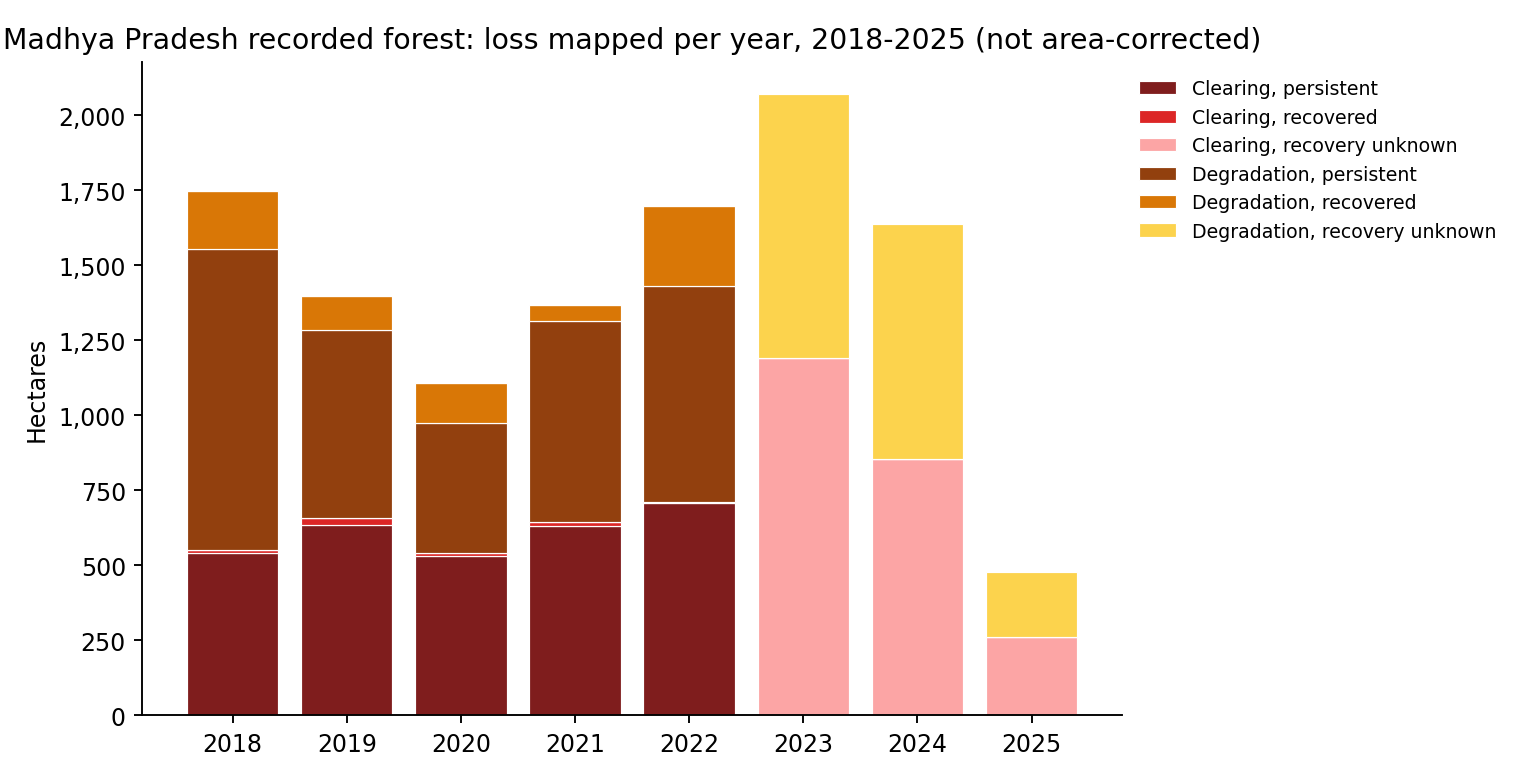 Madhya Pradesh recorded forest: loss mapped per year, 2018-2025 (not area-corrected)
Clearing, persistent
Clearing, recovered
Clearing, recovery unknown
Degradation, persistent
Degradation, recovered
Degradation, recovery unknown
Hectares
2,000
1,750
1,500
1,250
1,000
750
500
250
0
2018 2019 2020 2021 2022 2023 2024 2025